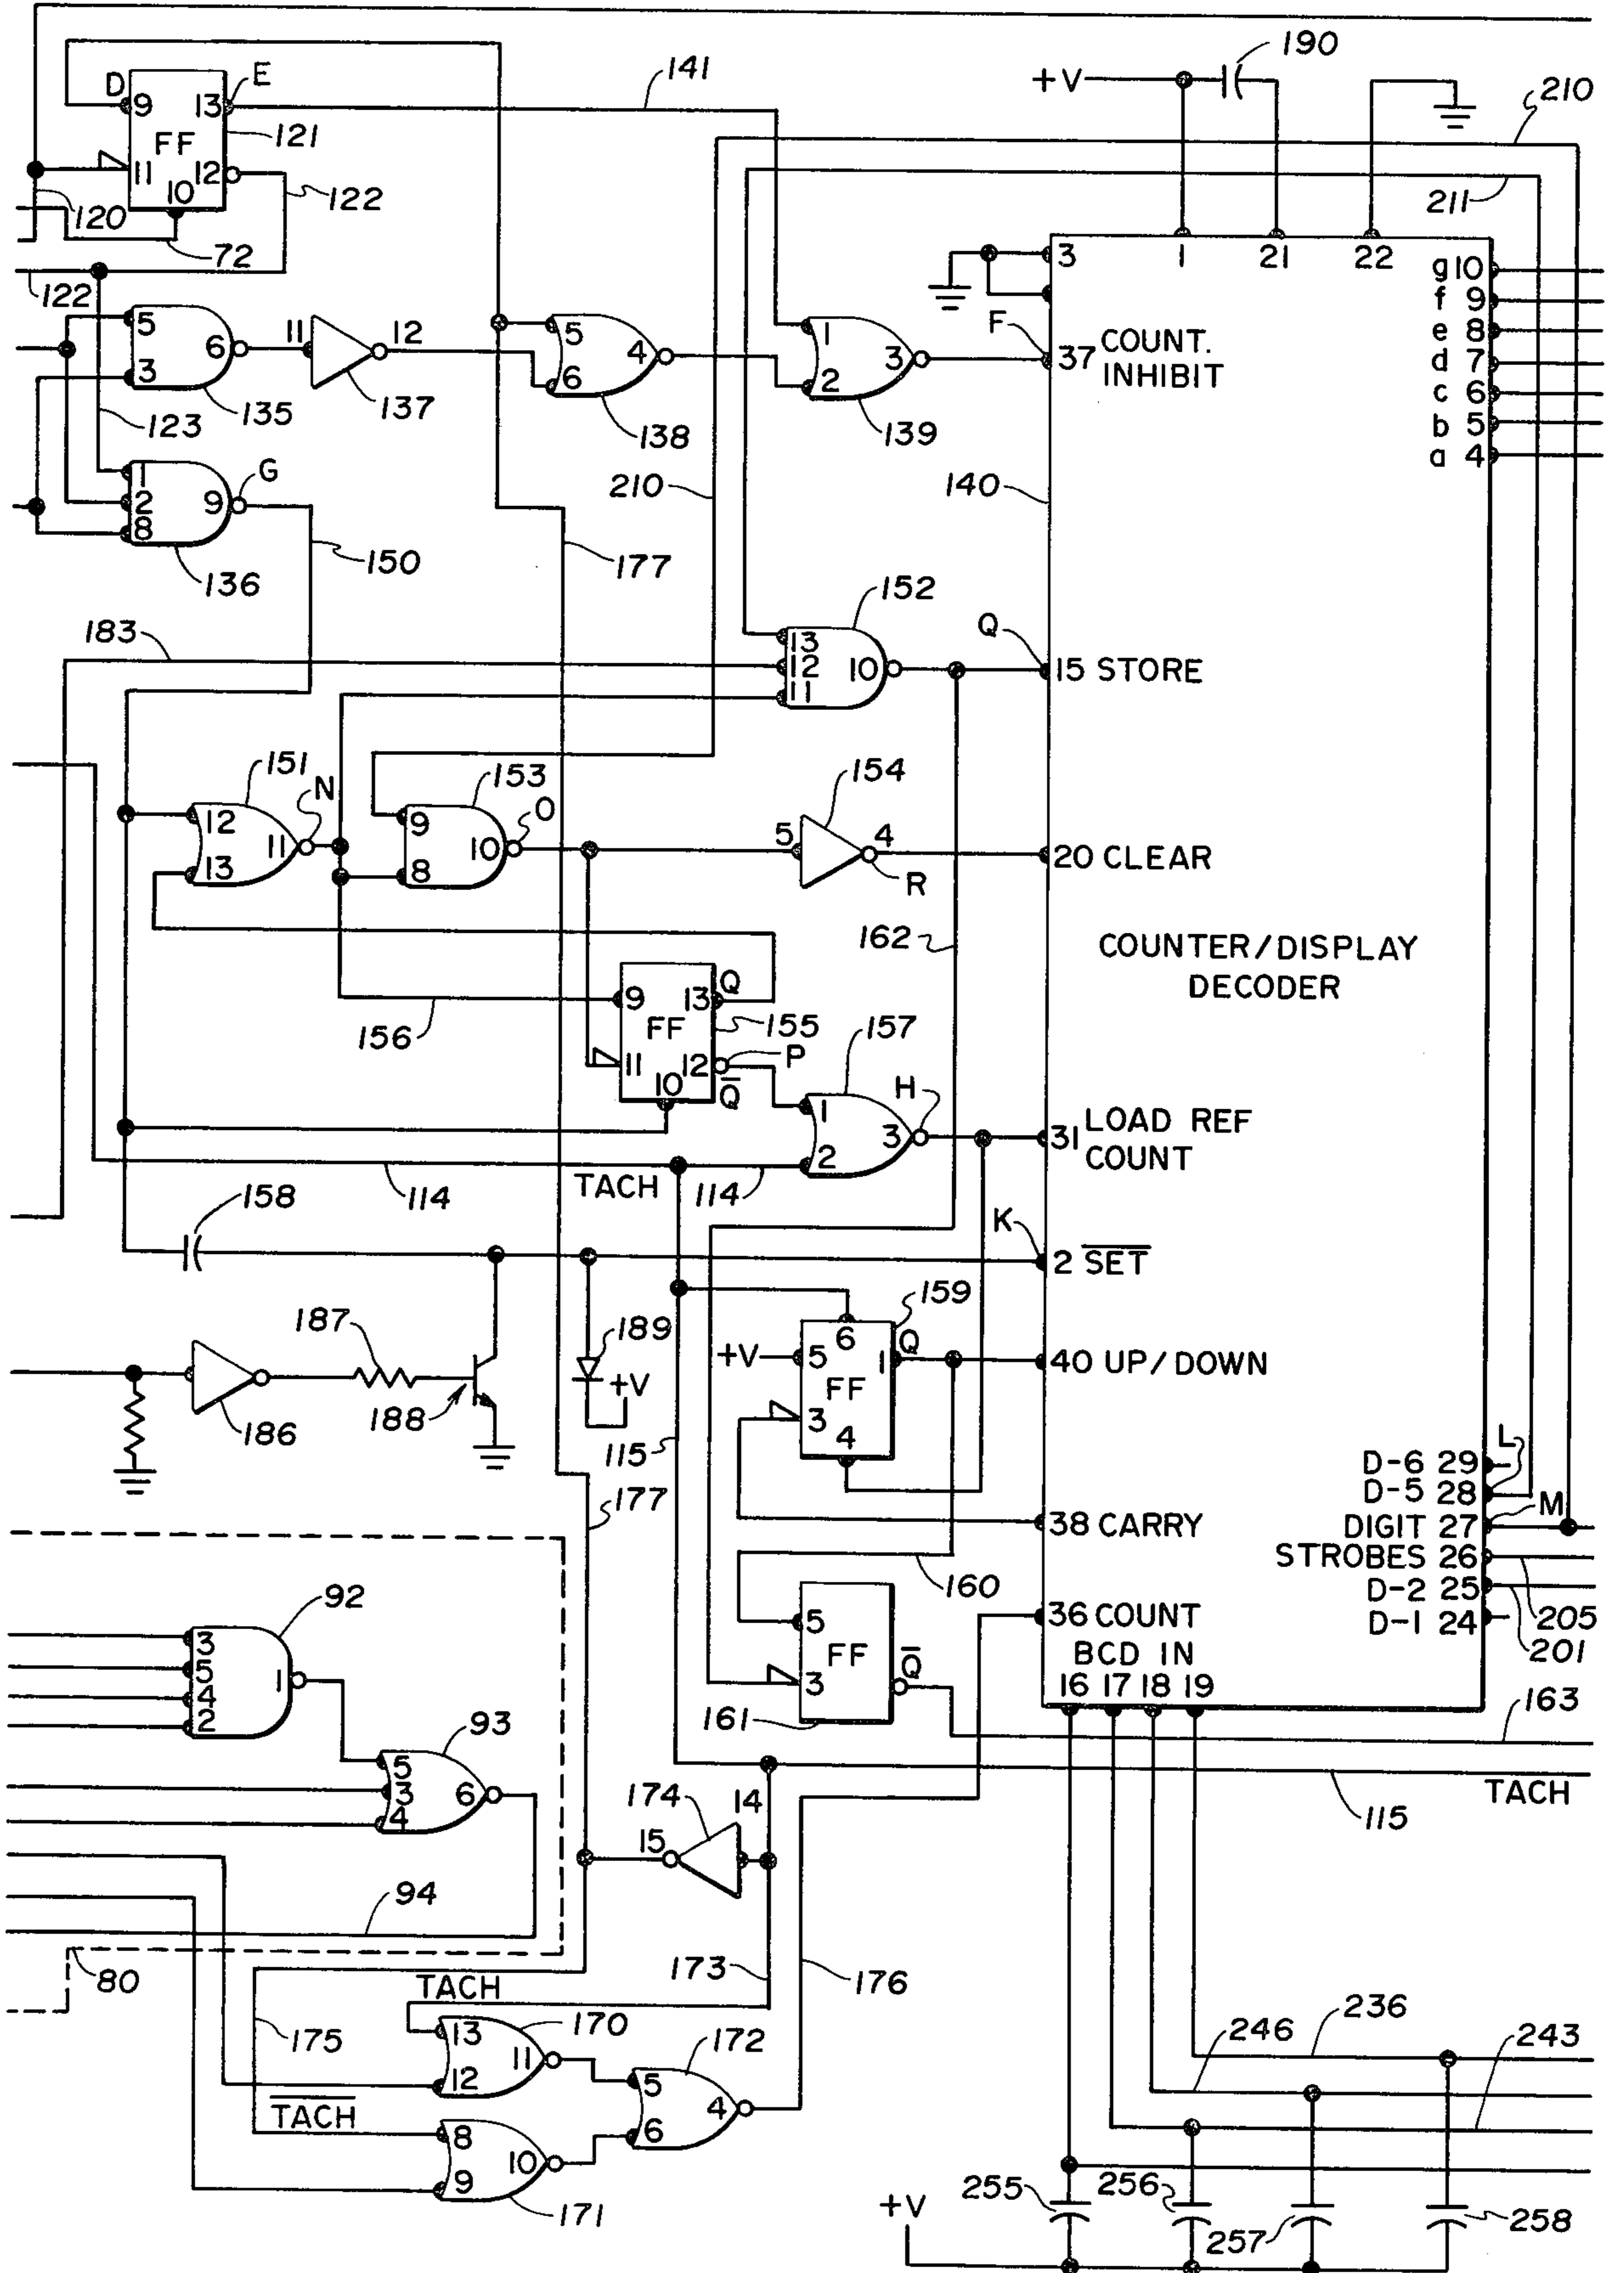 190
+V
141
210
D
E
9
13
121
FF
11
12
10
122
120
72
211
3
1
21
22
g 10
f 9
e 8
d 7
c 6
b 5
a 4
122
5
6
3
135
11
12
137
5
4
6
138
1
3
2
139
F
37 COUNT.
INHIBIT
123
1
2
8
9
G
136
150
210
140
177
152
183
13
12
11
10
Q
15 STORE
151
N
12
13
11
153
O
9
8
10
154
5
4
R
20 CLEAR
162
COUNTER/DISPLAY
DECODER
156
9
13
Q
FF
155
11
12
P
10
Q̅
157
H
1
3
2
31 LOAD REF
COUNT
TACH
114
114
158
K
2 S̅E̅T̅
187
189
159
+V
6
Q
5
1
+V
FF
3
4
40 UP/DOWN
186
188
115
L
D-6 29
D-5 28
M
177
38 CARRY
DIGIT 27
STROBES 26
D-2 25
D-1 24
160
205
201
92
3
5
4
2
1
5
FF
Q̅
3
161
36 COUNT
BCD IN
16 17 18 19
163
93
5
3
4
6
174
14
15
TACH
115
94
80
TACH
173
176
175
13
12
11
170
172
236
246
243
T̅A̅C̅H̅
5
6
4
8
9
10
171
+V
255
256
257
258